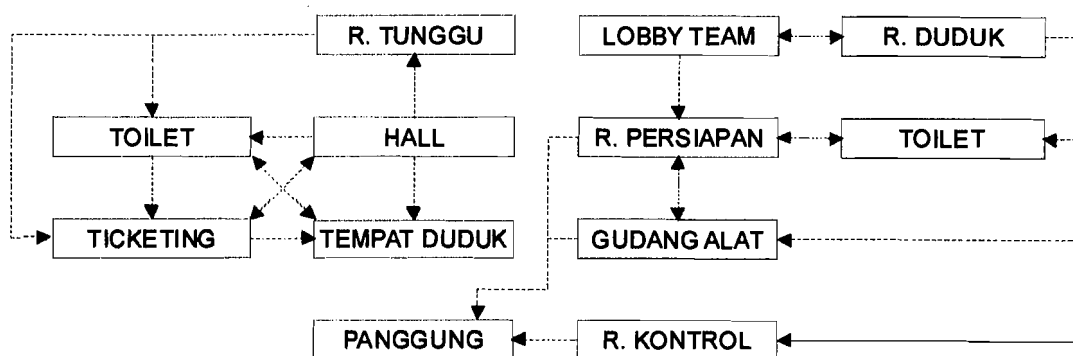 R. TUNGGU
LOBBY TEAM
R. DUDUK
TOILET
HALL
R. PERSIAPAN
TOILET
TICKETING
TEMPAT DUDUK
GUDANG ALAT
PANGGUNG
R. KONTROL